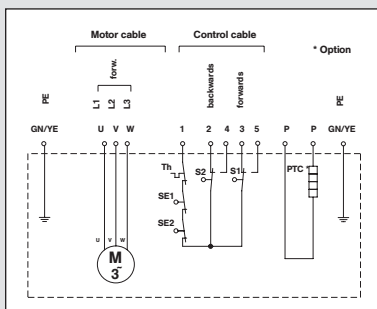 Motor cable
Control cable
* Option
forw.
backwards
forwards
PE
L1
L2
L3
PE
GN/YE
U
V
W
1
2
4
3
5
P
P
GN/YE
Th
S2
S1
PTC
SE1
SE2
U
V
W
M
3~